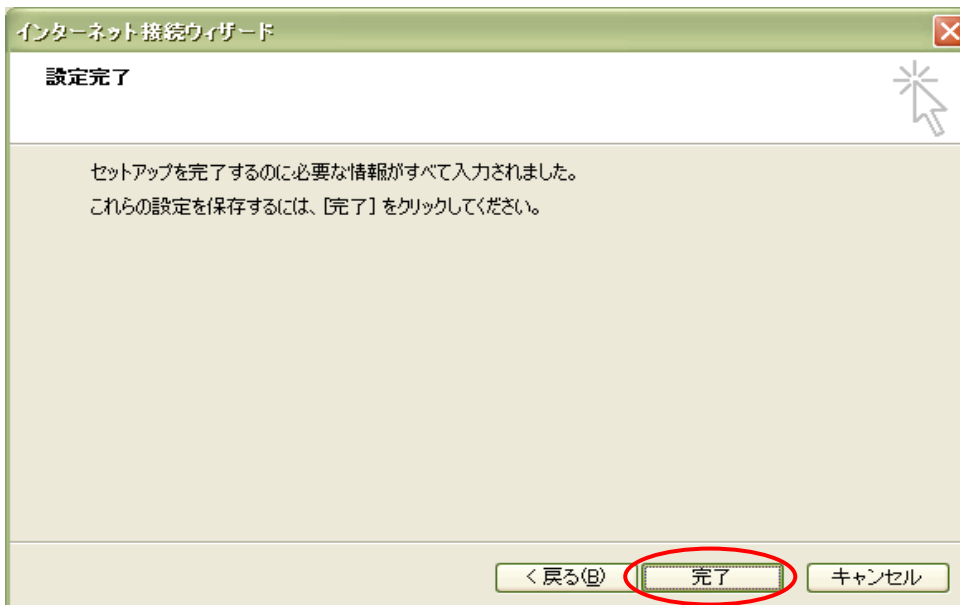 インターネット接続ウィザード
設定完了
セットアップを完了するのに必要な情報がすべて入力されました。
これらの設定を保存するには、[完了] をクリックしてください。
< 戻る(B)
完了
キャンセル